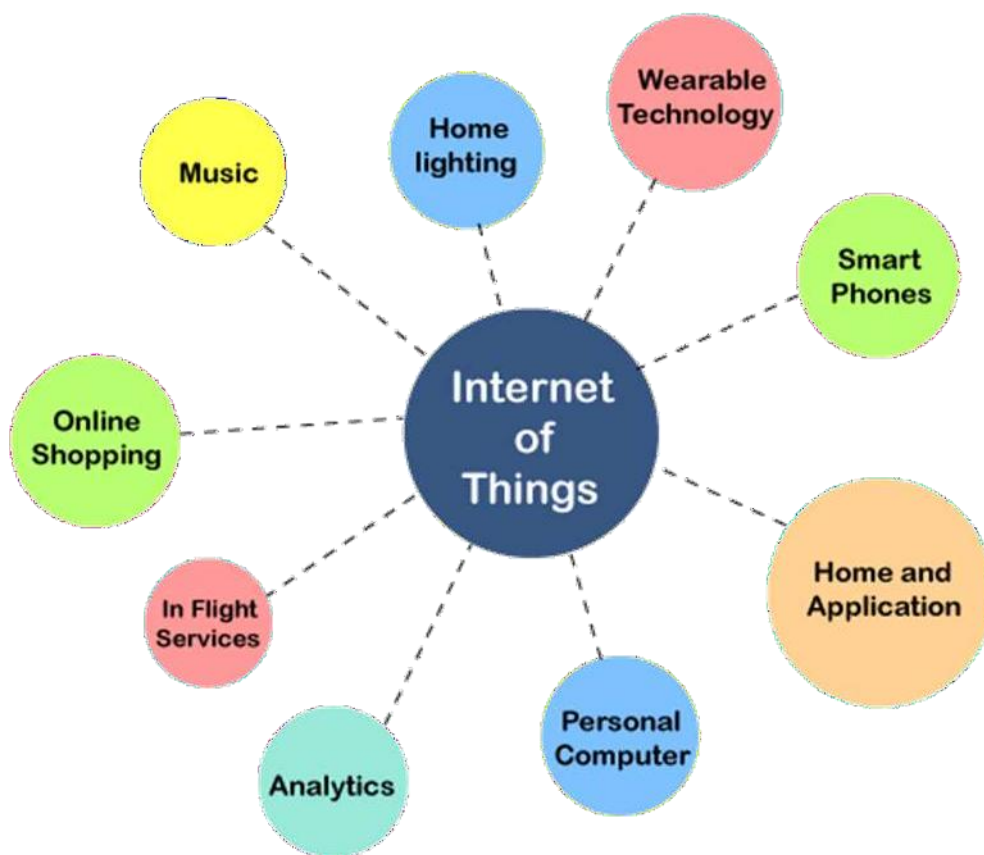 Wearable
Technology
Home
lighting
Music
Smart
Phones
Internet
of
Things
Online
Shopping
Home and
Application
In Flight
Services
Personal
Computer
Analytics